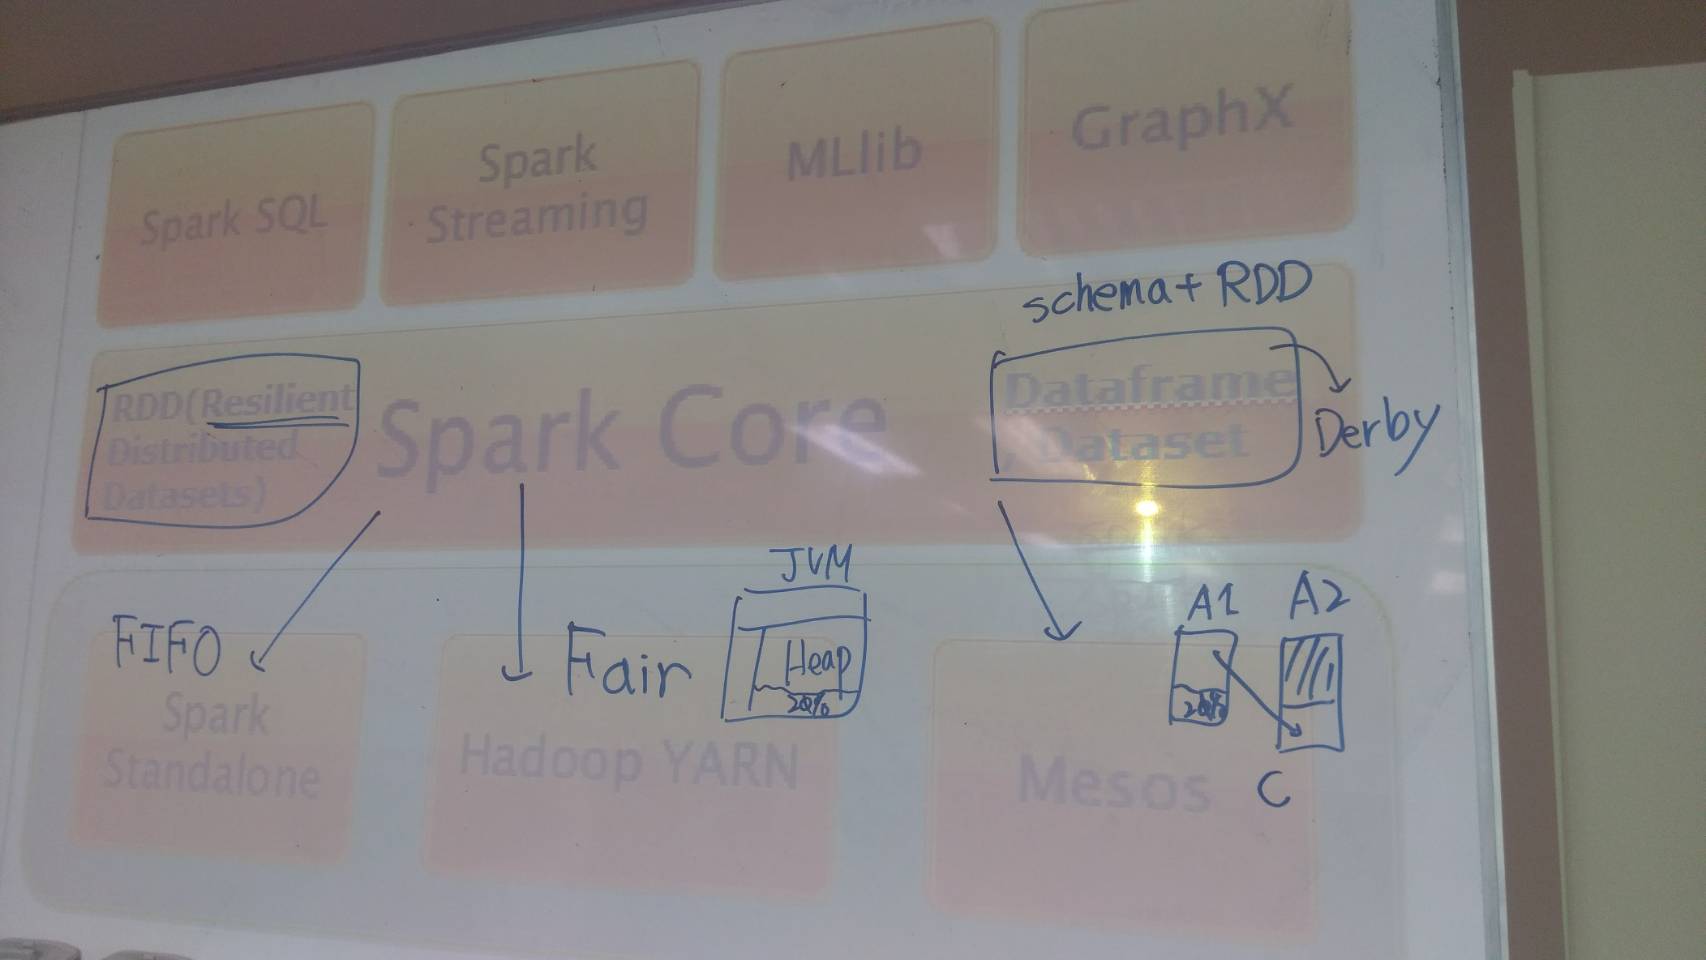 Spark SQL
Spark
Streaming
MLlib
GraphX
schema + RDD
RDD(Resilient
Distributed
Datasets)
Spark Core
Dataframe
, Dataset
Derby
JVM
Heap
20%
FIFO
Fair
A1
A2
20%
C
Spark
Standalone
Hadoop YARN
Mesos